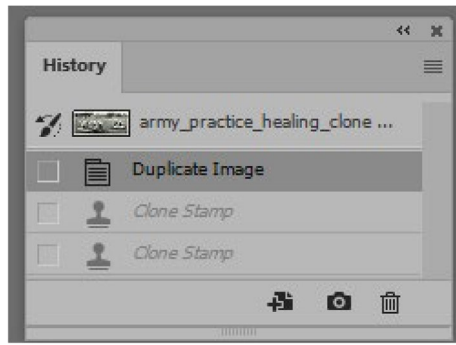 History
army_practice_healing_clone ...
Duplicate Image
Clone Stamp
Clone Stamp